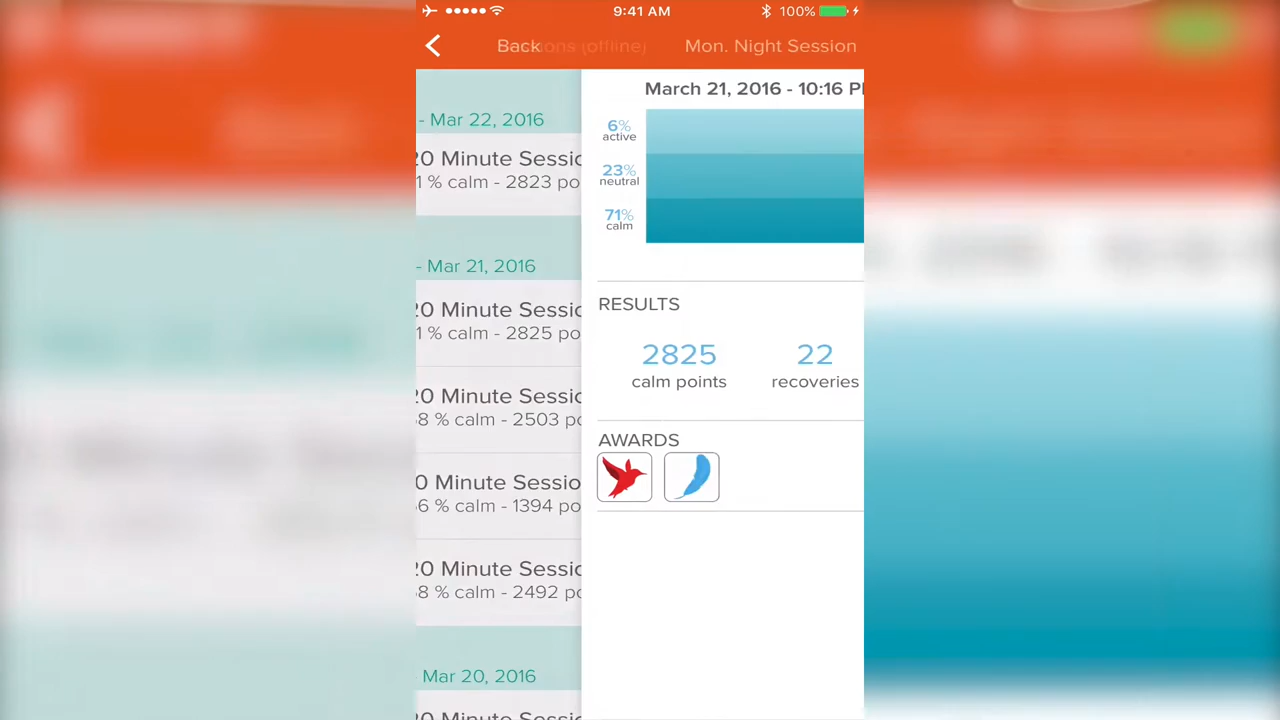 9:41 AM
100%
Back
(offline)
Mon. Night Session
- Mar 22, 2016
20 Minute Sessio
1 % calm - 2823 po
- Mar 21, 2016
20 Minute Sessio
1 % calm - 2825 po
20 Minute Sessio
8 % calm - 2503 po
0 Minute Sessio
6 % calm - 1394 po
20 Minute Sessio
8 % calm - 2492 po
Mar 20, 2016
20 Minute Sessio
March 21, 2016 - 10:16 P
6%
active
23%
neutral
71%
calm
RESULTS
2825
calm points
22
recoveries
AWARDS